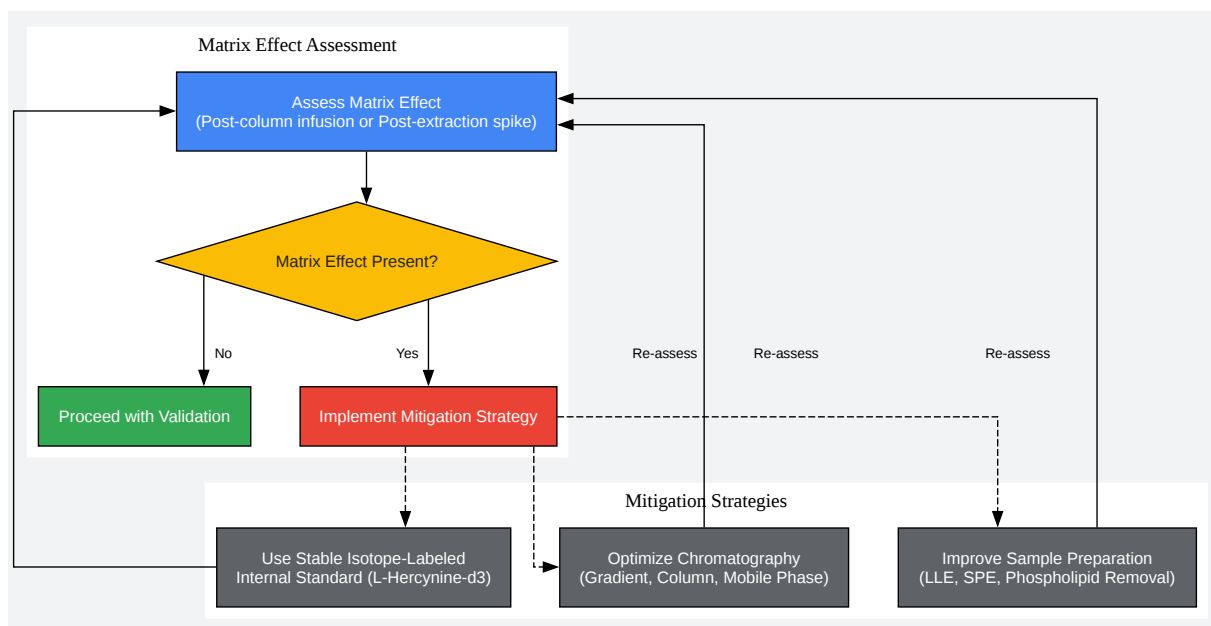 Matrix Effect Assessment
Assess Matrix Effect
(Post-column infusion or Post-extraction spike)
Matrix Effect Present?
No
Yes
Re-assess
Re-assess
Re-assess
Proceed with Validation
Implement Mitigation Strategy
Mitigation Strategies
Use Stable Isotope-Labeled
Internal Standard (L-Hercynine-d3)
Optimize Chromatography
(Gradient, Column, Mobile Phase)
Improve Sample Preparation
(LLE, SPE, Phospholipid Removal)